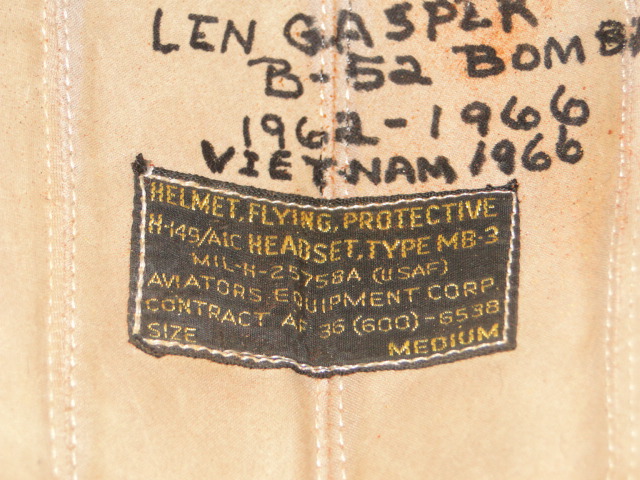 LEN GASPER
B-52 BOMB
1962-1966
VIETNAM 1966
HELMET, FLYING, PROTECTIVE
H-149/AIC HEADSET, TYPE MB-3
MIL-H-25758A (USAF)
AVIATORS EQUIPMENT CORP.
CONTRACT AF 36 (600)-6538
SIZE MEDIUM